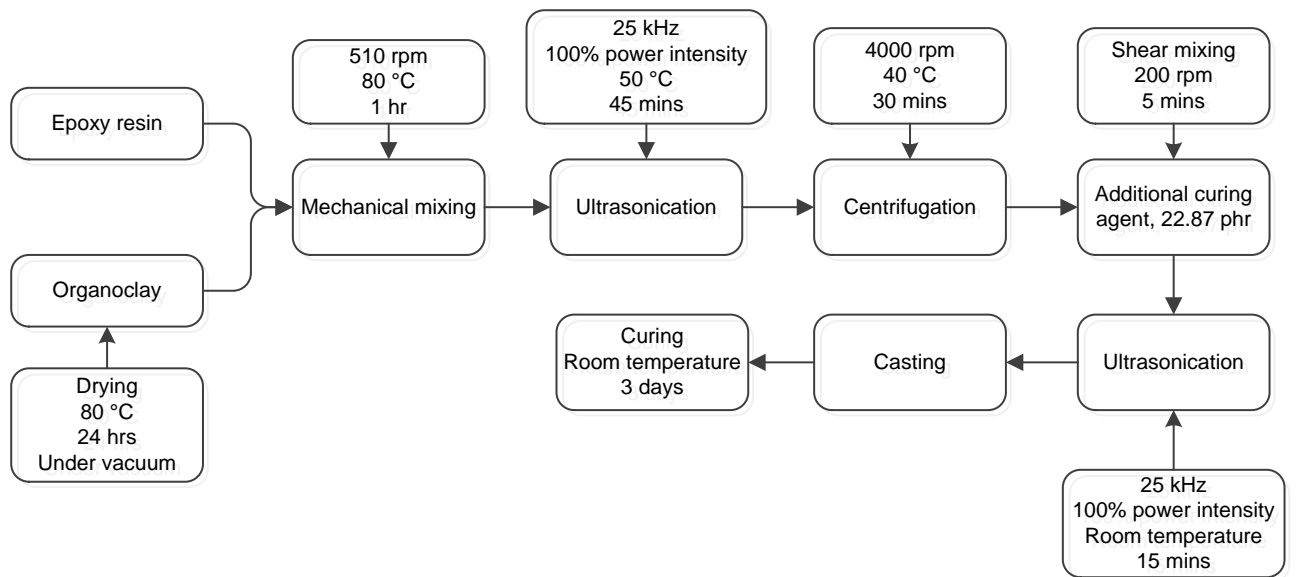 Epoxy resin
Organoclay
Drying
80 °C
24 hrs
Under vacuum
510 rpm
80 °C
1 hr
Mechanical mixing
25 kHz
100% power intensity
50 °C
45 mins
Ultrasonication
4000 rpm
40 °C
30 mins
Centrifugation
Shear mixing
200 rpm
5 mins
Additional curing
agent, 22.87 phr
Ultrasonication
25 kHz
100% power intensity
Room temperature
15 mins
Casting
Curing
Room temperature
3 days